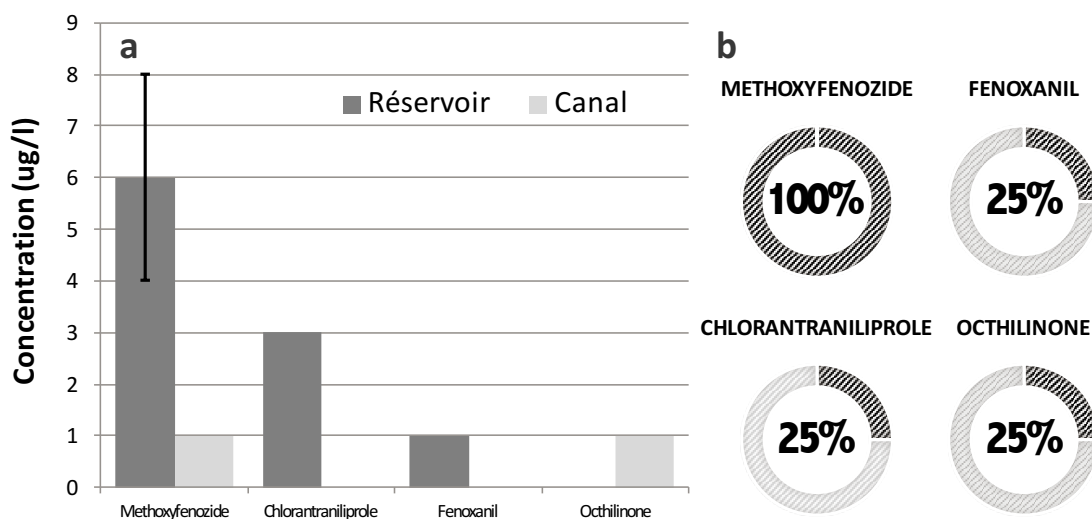 a
Concentration (ug/l)
9
8
7
6
5
4
3
2
1
0
Réservoir
Canal
Methoxyfenozide
Chlorantraniliprole
Fenoxanil
Octhilinone
b
METHOXYFENOZIDE
FENOXANIL
100%
25%
CHLORANTRANILIPROLE
OCTHILINONE
25%
25%